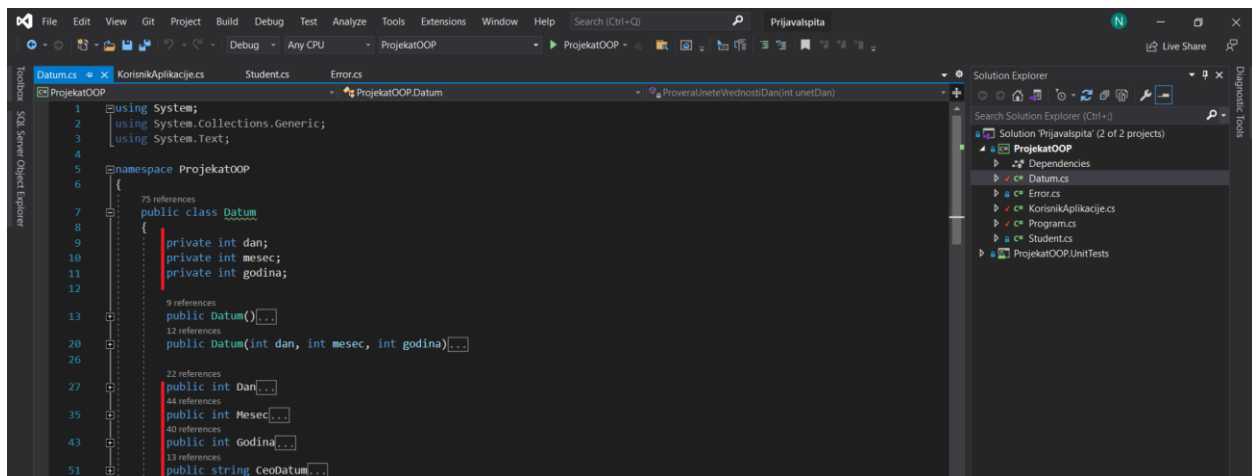 File Edit View Git Project Build Debug Test Analyze Tools Extensions Window Help Search (Ctrl+Q) Prijavalspita N
Debug Any CPU ProjekatOOP ProjekatOOP Live Share
Toolbox
SQL Server Object Explorer
Datum.cs KorisnikAplikacije.cs Student.cs Error.cs
ProjekatOOP ProjekatOOP.Datum ProveraUneteVrednostiDan(int unetDan)
1 using System;
2 using System.Collections.Generic;
3 using System.Text;
4
5 namespace ProjekatOOP
6 {
75 references
7 public class Datum
8 {
9 private int dan;
10 private int mesec;
11 private int godina;
12
9 references
13 public Datum()...
12 references
20 public Datum(int dan, int mesec, int godina)...
26
22 references
27 public int Dan...
44 references
35 public int Mesec...
40 references
43 public int Godina...
13 references
51 public string CeoDatum...
Solution Explorer
Search Solution Explorer (Ctrl+;)
Solution 'Prijavalspita' (2 of 2 projects)
C# ProjekatOOP
Dependencies
C# Datum.cs
C# Error.cs
C# KorisnikAplikacije.cs
C# Program.cs
C# Student.cs
ProjekatOOP.UnitTests
Diagnostic Tools